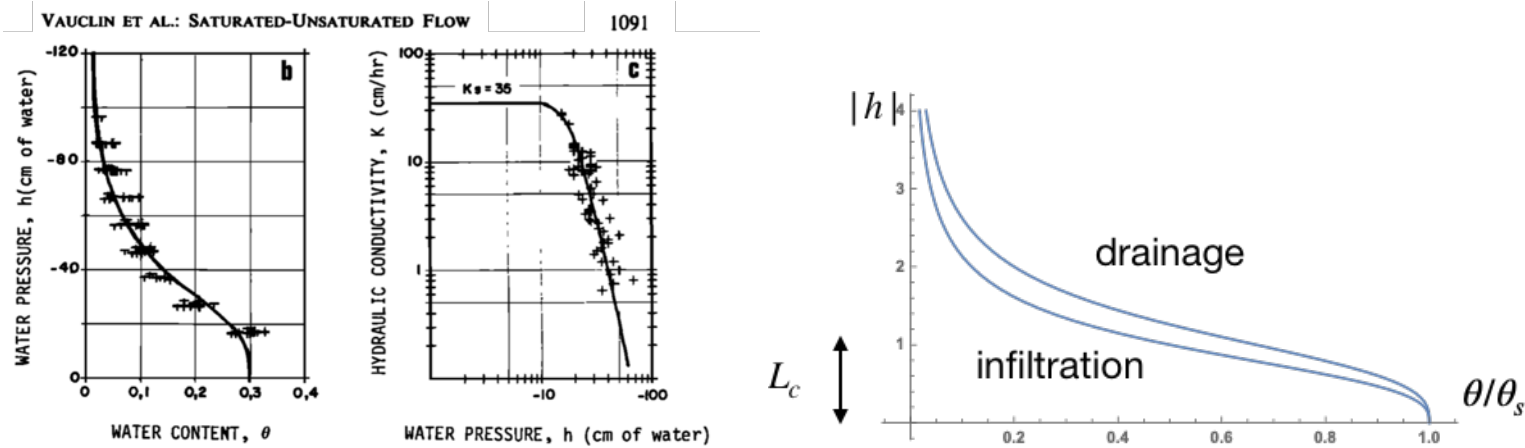 VAUCLIN ET AL.: SATURATED-UNSATURATED FLOW 1091
-120
-80
-40
0
WATER PRESSURE, h(cm of water)
b
0 0,1 0,2 0,3 0,4
WATER CONTENT, θ
100
10
1
HYDRAULIC CONDUCTIVITY, K (cm/hr)
c
Ks = 35
-10 -100
WATER PRESSURE, h (cm of water)
|h|
4
3
2
1
drainage
infiltration
L_c
0.2 0.4 0.6 0.8 1.0
θ/θ_s